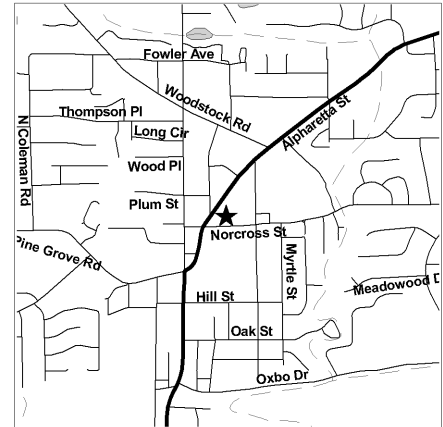 Fowler Ave
Woodstock Rd
Alpharetta St
Thompson Pl
Long Cir
N Coleman Rd
Wood Pl
Plum St
Norcross St
Pine Grove Rd
Myrtle St
Meadowood D
Hill St
Oak St
Oxbo Dr